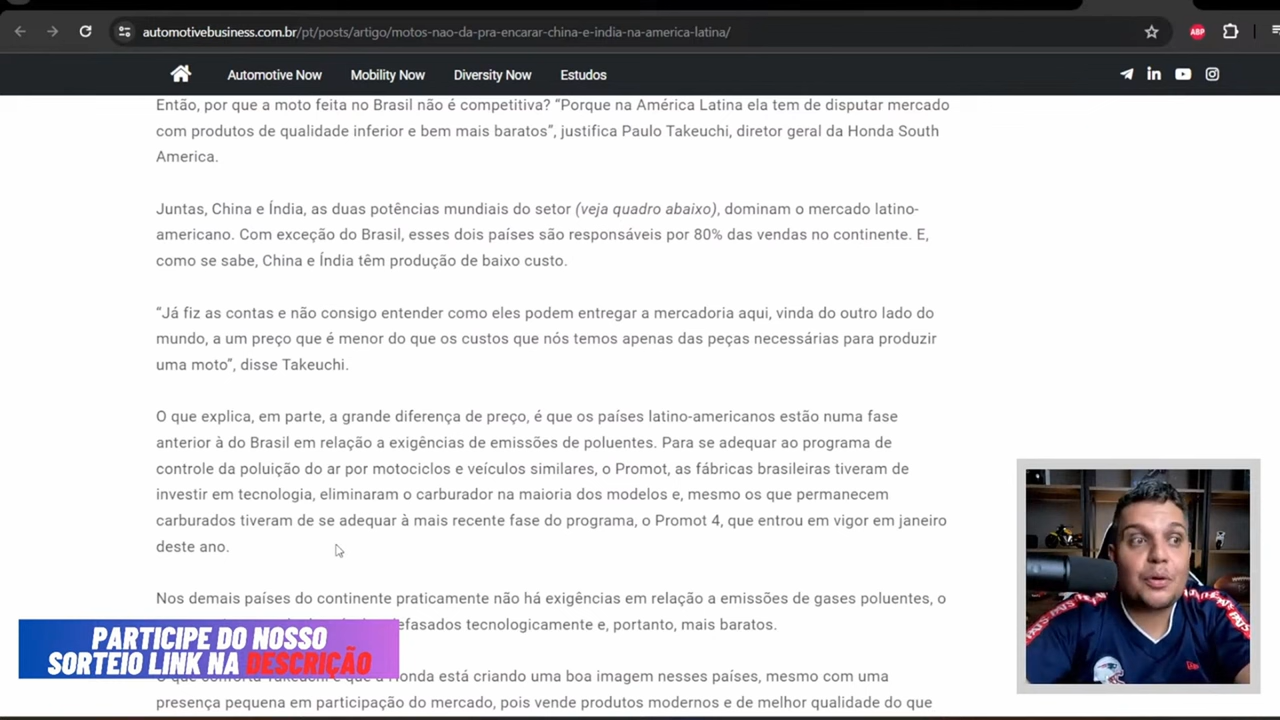 automotivebusiness.com.br/pt/posts/artigo/motos-nao-da-pra-encarar-china-e-india-na-america-latina/
ABP
Automotive Now Mobility Now Diversity Now Estudos
Então, por que a moto feita no Brasil não é competitiva? “Porque na América Latina ela tem de disputar mercado
com produtos de qualidade inferior e bem mais baratos”, justifica Paulo Takeuchi, diretor geral da Honda South
America.
Juntas, China e Índia, as duas potências mundiais do setor (veja quadro abaixo), dominam o mercado latino-
americano. Com exceção do Brasil, esses dois países são responsáveis por 80% das vendas no continente. E,
como se sabe, China e Índia têm produção de baixo custo.
“Já fiz as contas e não consigo entender como eles podem entregar a mercadoria aqui, vinda do outro lado do
mundo, a um preço que é menor do que os custos que nós temos apenas das peças necessárias para produzir
uma moto”, disse Takeuchi.
O que explica, em parte, a grande diferença de preço, é que os países latino-americanos estão numa fase
anterior à do Brasil em relação a exigências de emissões de poluentes. Para se adequar ao programa de
controle da poluição do ar por motociclos e veículos similares, o Promot, as fábricas brasileiras tiveram de
investir em tecnologia, eliminaram o carburador na maioria dos modelos e, mesmo os que permanecem
carburados tiveram de se adequar à mais recente fase do programa, o Promot 4, que entrou em vigor em janeiro
deste ano.
Nos demais países do continente praticamente não há exigências em relação a emissões de gases poluentes, o
defasados tecnologicamente e, portanto, mais baratos.
Honda está criando uma boa imagem nesses países, mesmo com uma
presença pequena em participação do mercado, pois vende produtos modernos e de melhor qualidade do que
PARTICIPE DO NOSSO
SORTEIO LINK NA DESCRIÇÃO